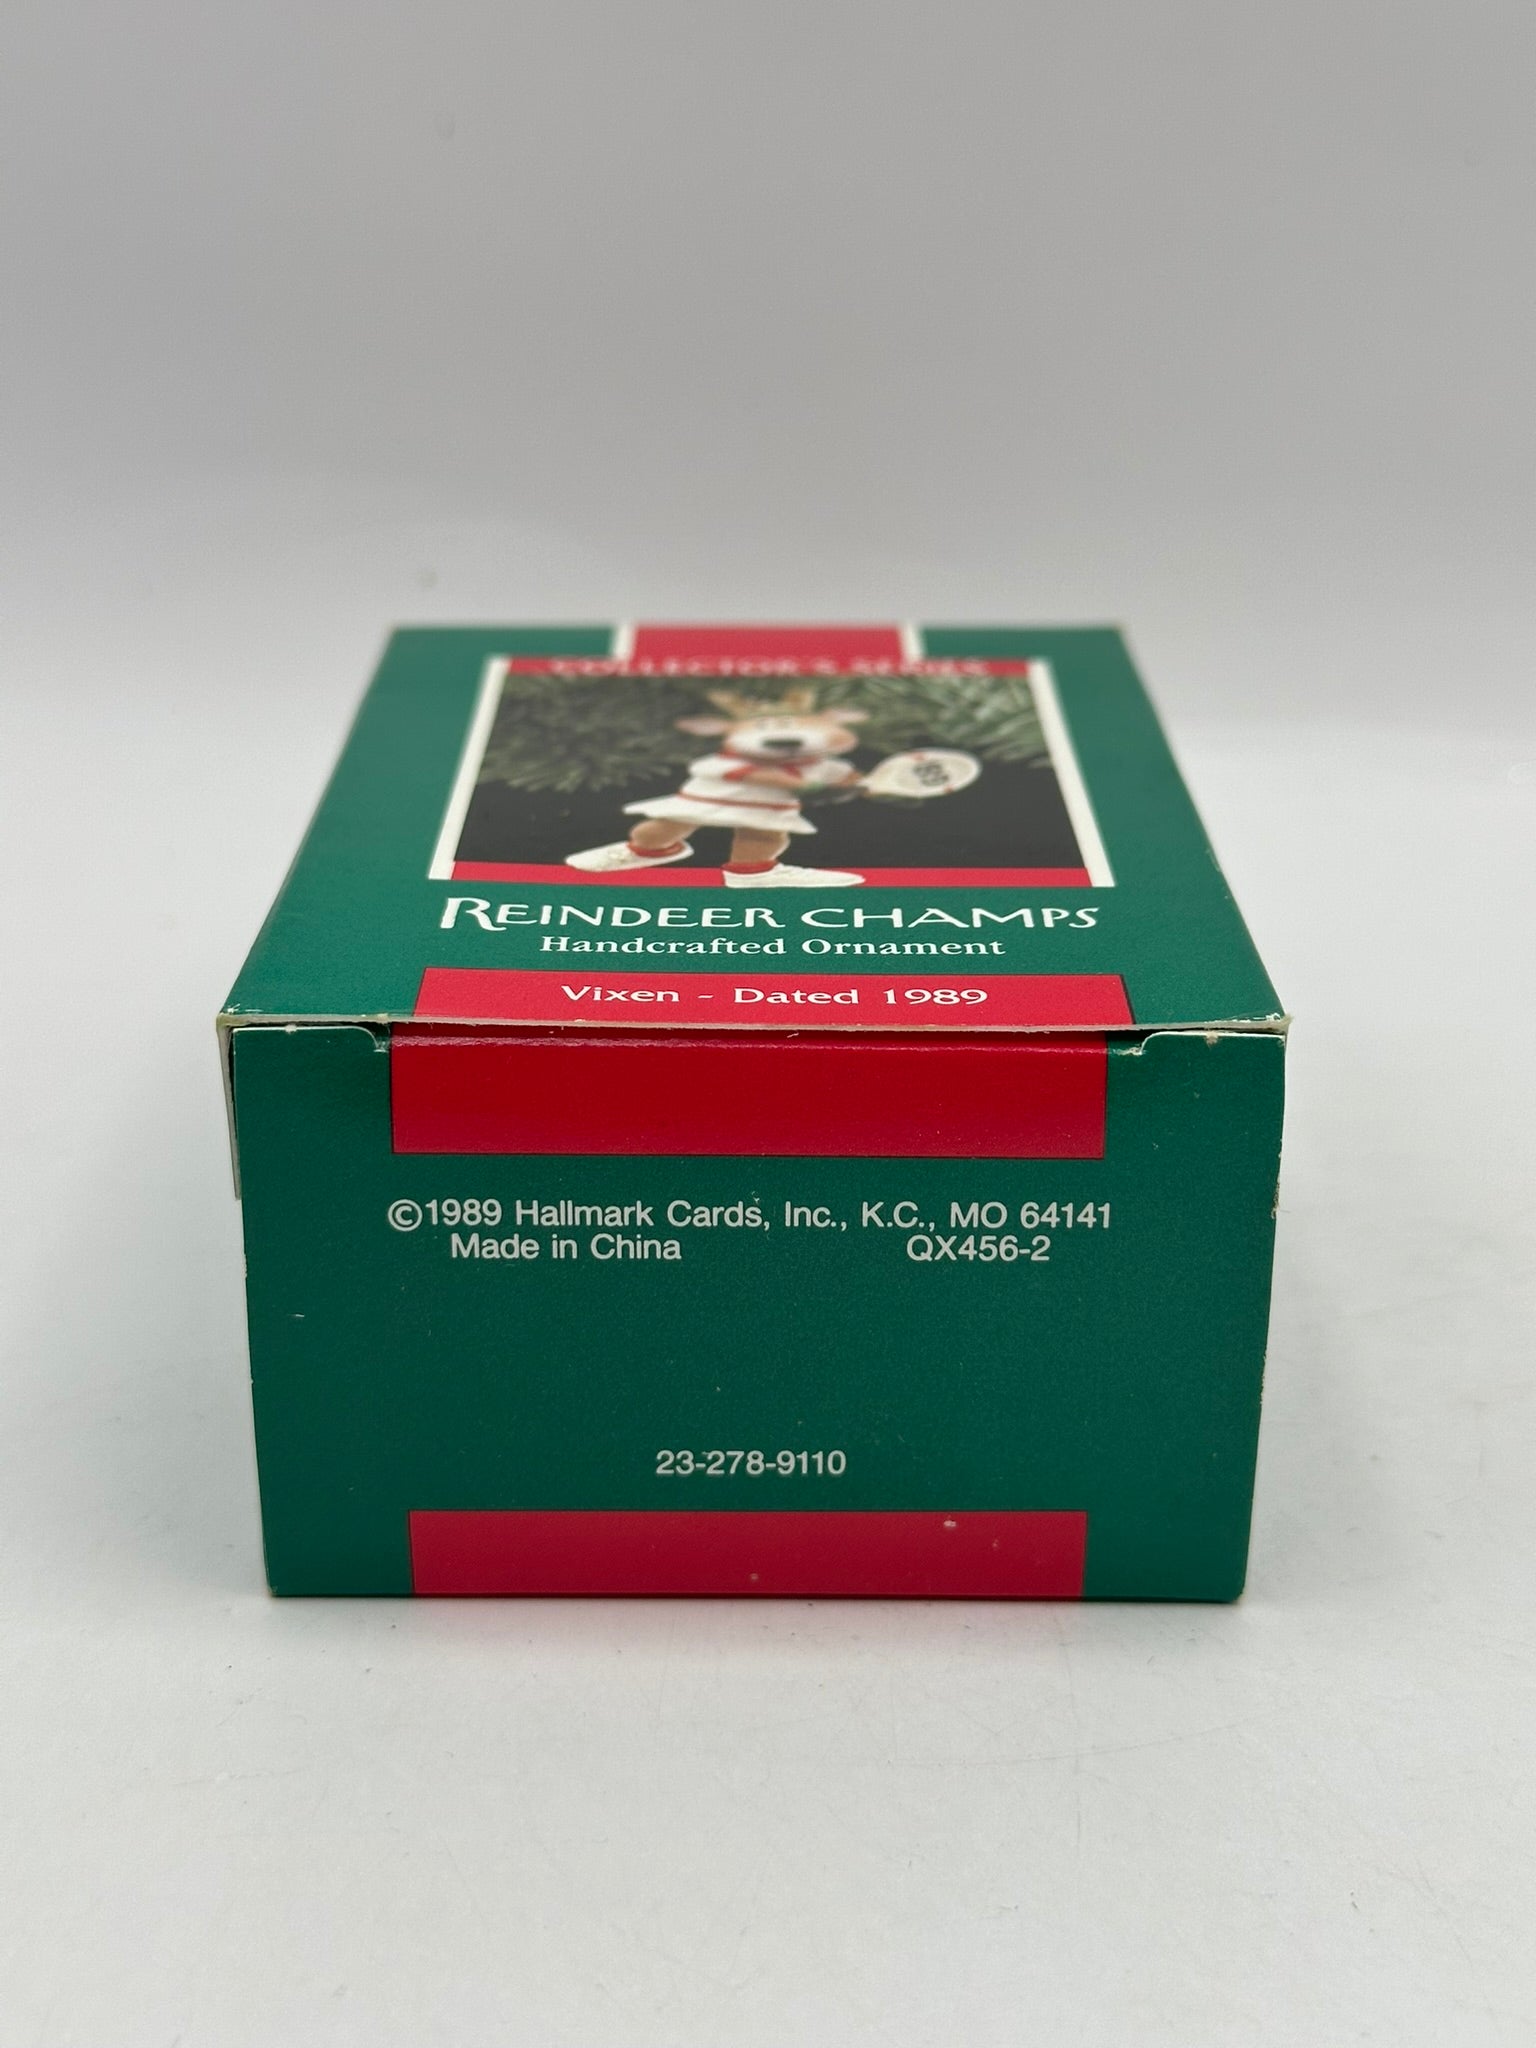 COLLECTOR'S SERIES
89
REINDEER CHAMPS
Handcrafted Ornament
Vixen - Dated 1989
©1989 Hallmark Cards, Inc., K.C., MO 64141
Made in China QX456-2
23-278-9110